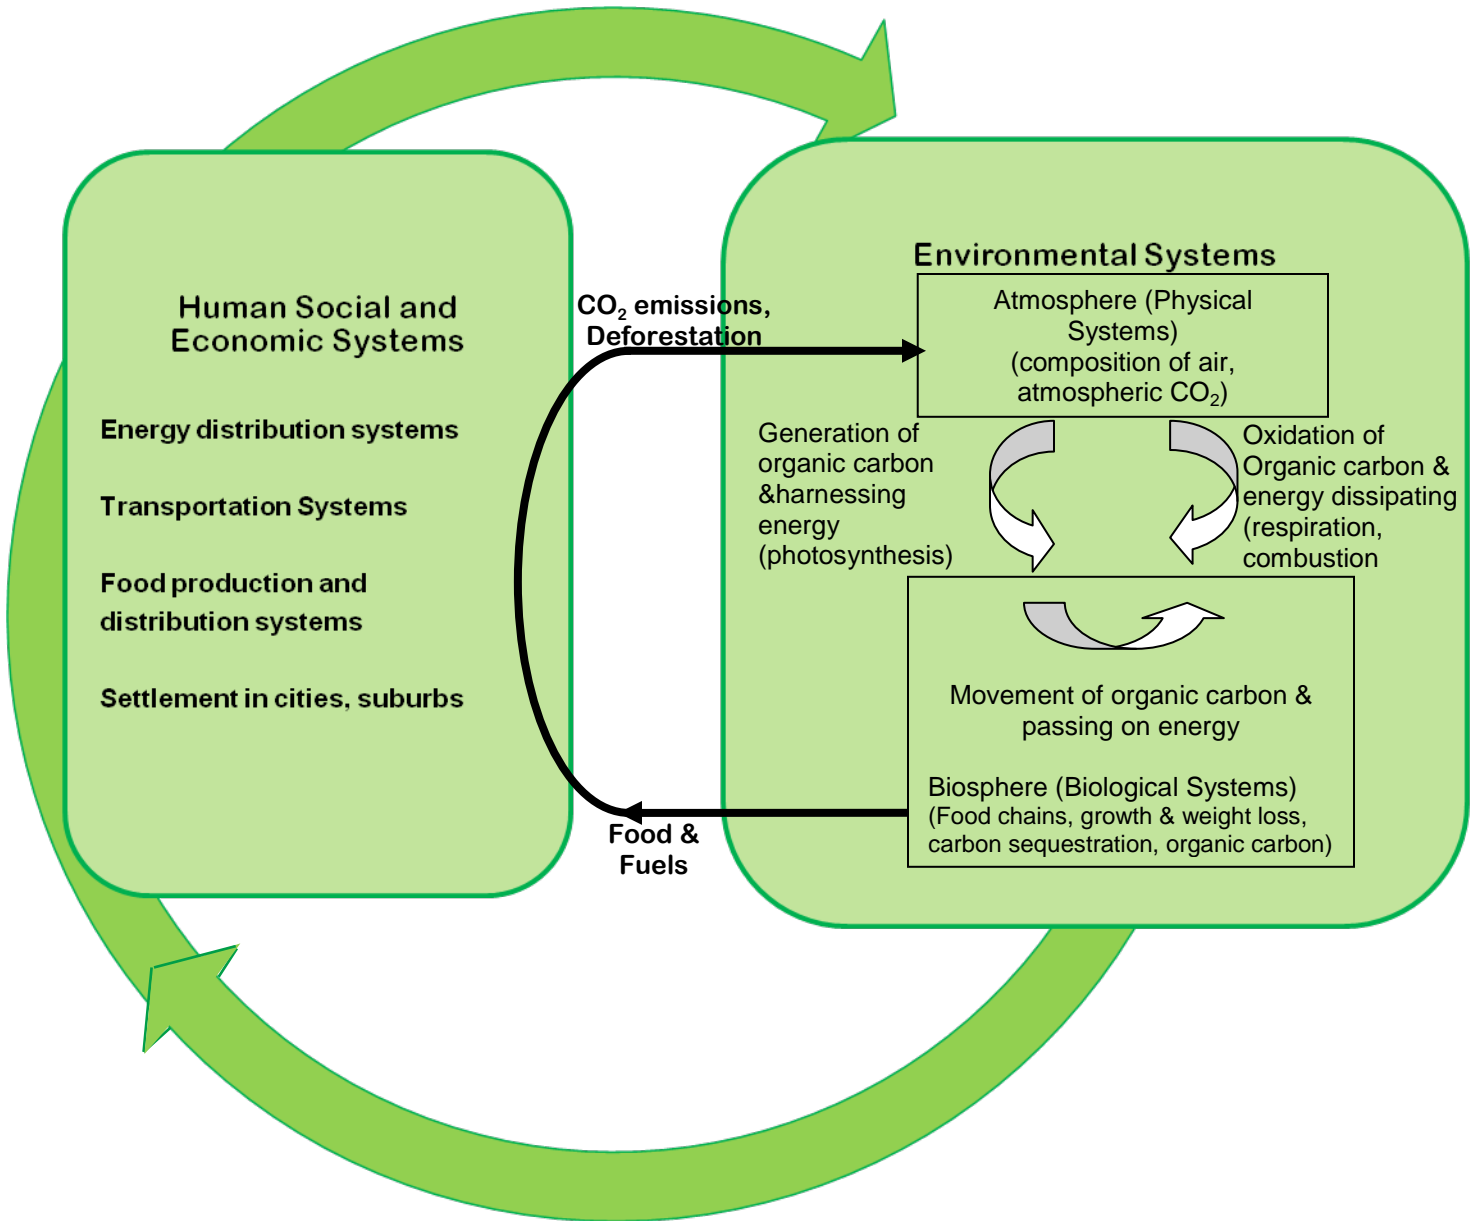 Human Social and
Economic Systems
Energy distribution systems
Transportation Systems
Food production and
distribution systems
Settlement in cities, suburbs
CO₂ emissions,
Deforestation
Food &
Fuels
Environmental Systems
Atmosphere (Physical
Systems)
(composition of air,
atmospheric CO₂)
Generation of
organic carbon
&harnessing
energy
(photosynthesis)
Oxidation of
Organic carbon &
energy dissipating
(respiration,
combustion
Movement of organic carbon &
passing on energy
Biosphere (Biological Systems)
(Food chains, growth & weight loss,
carbon sequestration, organic carbon)